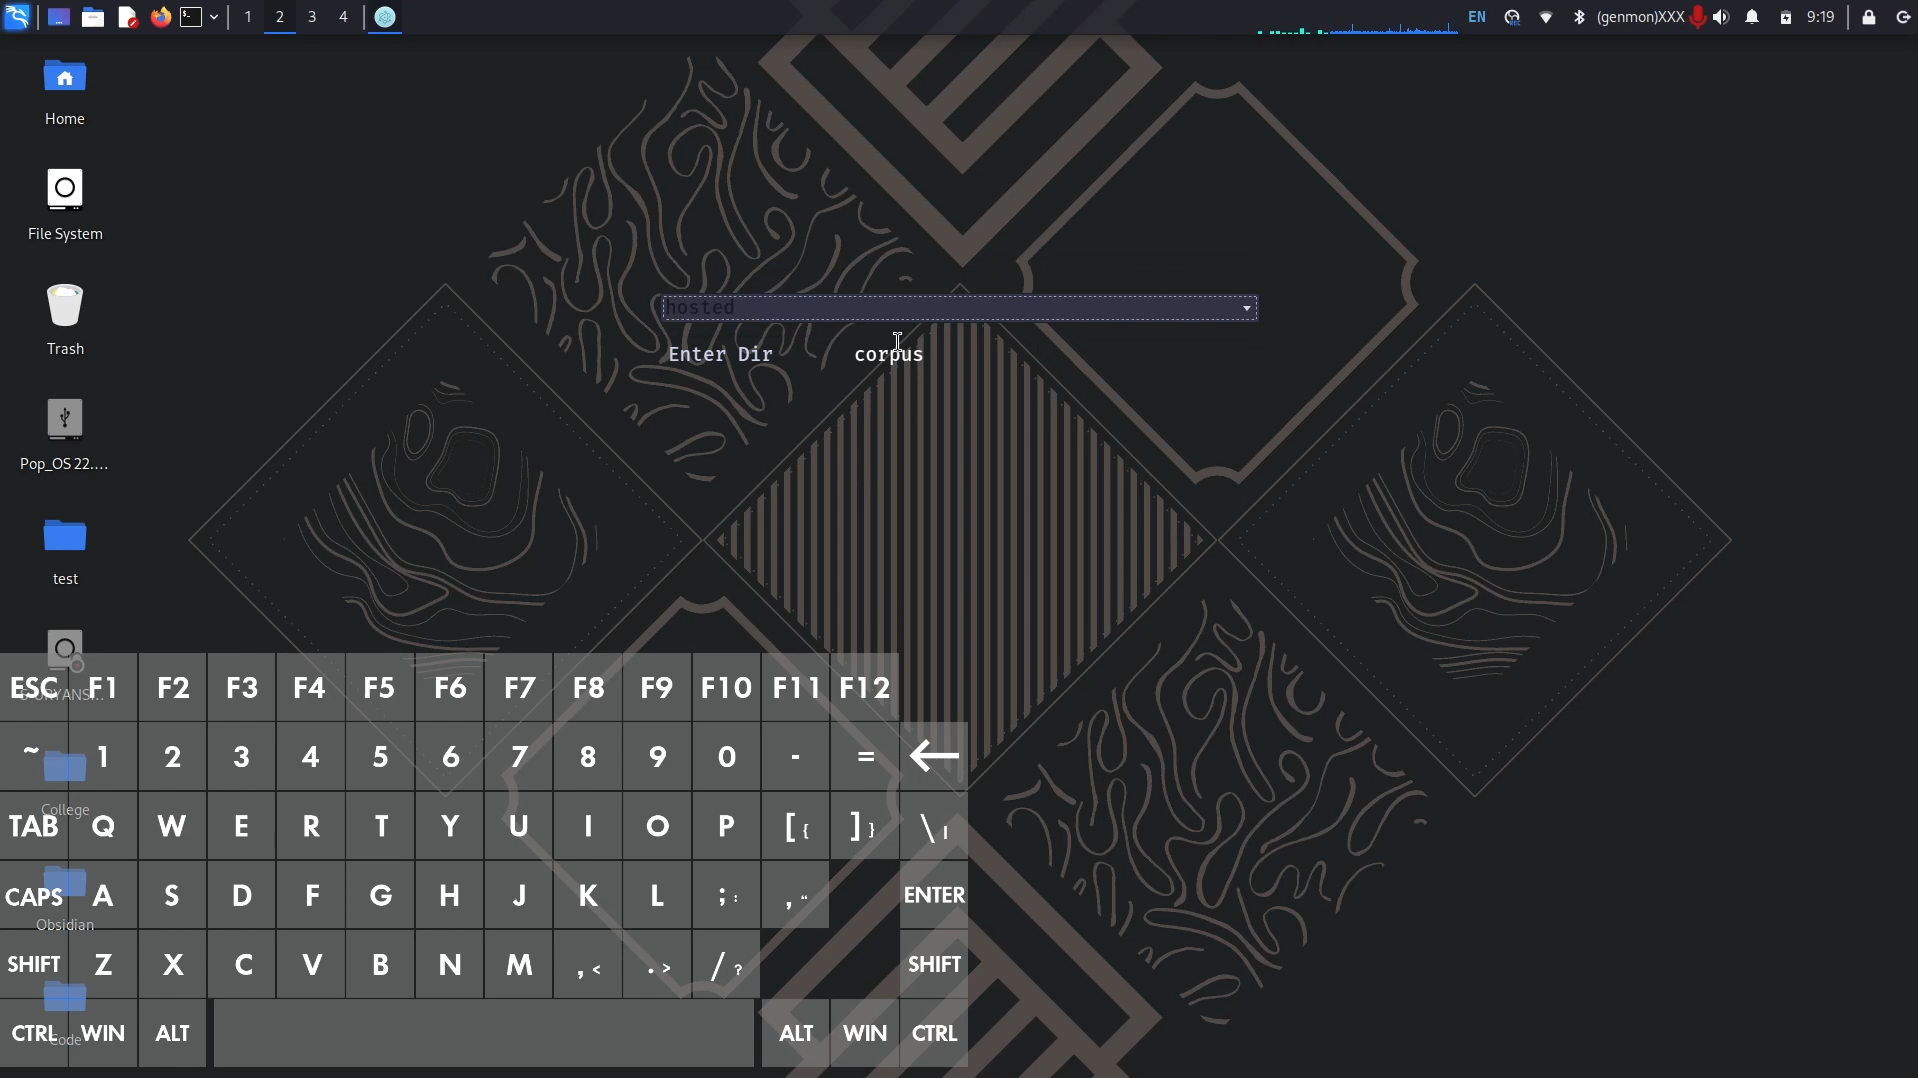 1 2 3 4 EN (genmon)XXX 9:19
Home
File System
Trash
Pop_OS 22....
test
College
Obsidian
Code
hosted
Enter Dir corpus
ESC F1 F2 F3 F4 F5 F6 F7 F8 F9 F10 F11 F12
~ 1 2 3 4 5 6 7 8 9 0 - = ←
TAB Q W E R T Y U I O P [ { ] } \ |
CAPS A S D F G H J K L ; : , “ ENTER
SHIFT Z X C V B N M , < . > / ? SHIFT
CTRL WIN ALT ALT WIN CTRL